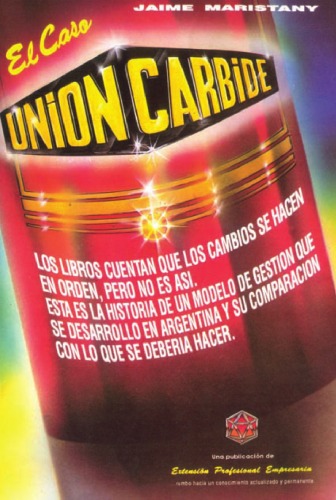 JAIME MARISTANY
El Caso
UNION CARBIDE
LOS LIBROS CUENTAN QUE LOS CAMBIOS SE HACEN
EN ORDEN, PERO NO ES ASI.
ESTA ES LA HISTORIA DE UN MODELO DE GESTION QUE
SE DESARROLLO EN ARGENTINA Y SU COMPARACION
CON LO QUE SE DEBERIA HACER.
Una publicación de
Extensión Profesional Empresaria
rumbo hacia un conocimiento actualizado y permanente